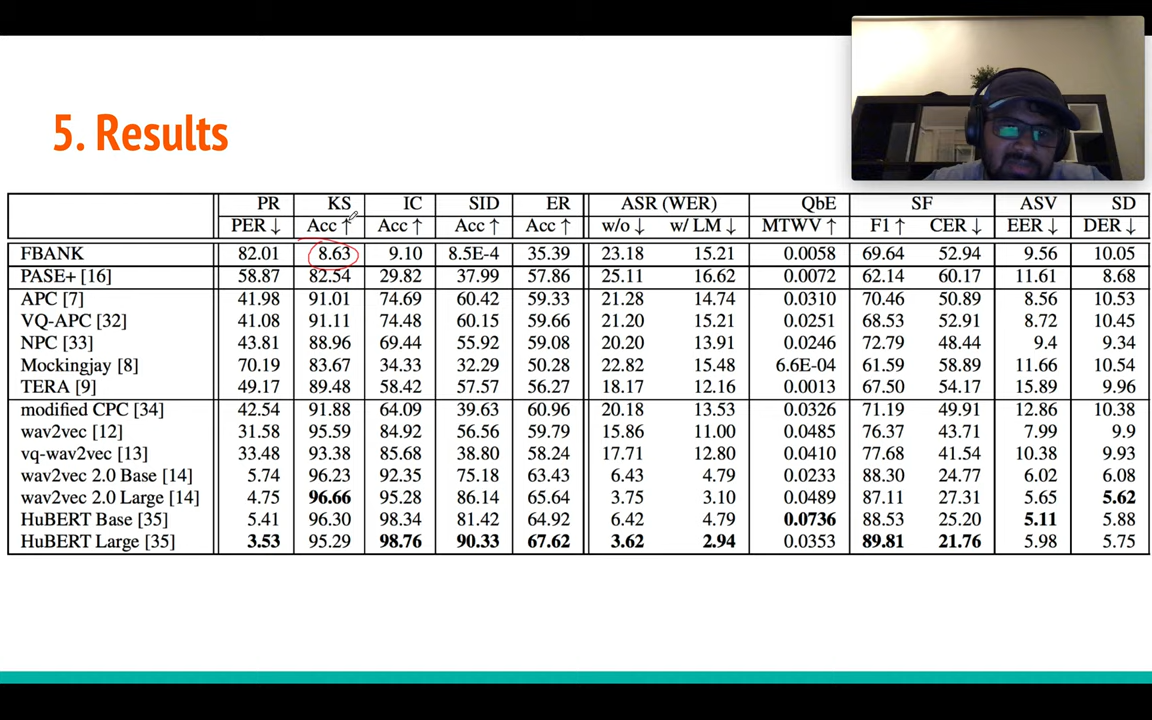 5. Results
PR KS IC SID ER ASR (WER) QbE SF ASV SD
PER ↓ Acc ↑ Acc ↑ Acc ↑ Acc ↑ w/o ↓ w/ LM ↓ MTWV ↑ F1 ↑ CER ↓ EER ↓ DER ↓
FBANK 82.01 8.63 9.10 8.5E-4 35.39 23.18 15.21 0.0058 69.64 52.94 9.56 10.05
PASE+ [16] 58.87 82.54 29.82 37.99 57.86 25.11 16.62 0.0072 62.14 60.17 11.61 8.68
APC [7] 41.98 91.01 74.69 60.42 59.33 21.28 14.74 0.0310 70.46 50.89 8.56 10.53
VQ-APC [32] 41.08 91.11 74.48 60.15 59.66 21.20 15.21 0.0251 68.53 52.91 8.72 10.45
NPC [33] 43.81 88.96 69.44 55.92 59.08 20.20 13.91 0.0246 72.79 48.44 9.4 9.34
Mockingjay [8] 70.19 83.67 34.33 32.29 50.28 22.82 15.48 6.6E-04 61.59 58.89 11.66 10.54
TERA [9] 49.17 89.48 58.42 57.57 56.27 18.17 12.16 0.0013 67.50 54.17 15.89 9.96
modified CPC [34] 42.54 91.88 64.09 39.63 60.96 20.18 13.53 0.0326 71.19 49.91 12.86 10.38
wav2vec [12] 31.58 95.59 84.92 56.56 59.79 15.86 11.00 0.0485 76.37 43.71 7.99 9.9
vq-wav2vec [13] 33.48 93.38 85.68 38.80 58.24 17.71 12.80 0.0410 77.68 41.54 10.38 9.93
wav2vec 2.0 Base [14] 5.74 96.23 92.35 75.18 63.43 6.43 4.79 0.0233 88.30 24.77 6.02 6.08
wav2vec 2.0 Large [14] 4.75 96.66 95.28 86.14 65.64 3.75 3.10 0.0489 87.11 27.31 5.65 5.62
HuBERT Base [35] 5.41 96.30 98.34 81.42 64.92 6.42 4.79 0.0736 88.53 25.20 5.11 5.88
HuBERT Large [35] 3.53 95.29 98.76 90.33 67.62 3.62 2.94 0.0353 89.81 21.76 5.98 5.75